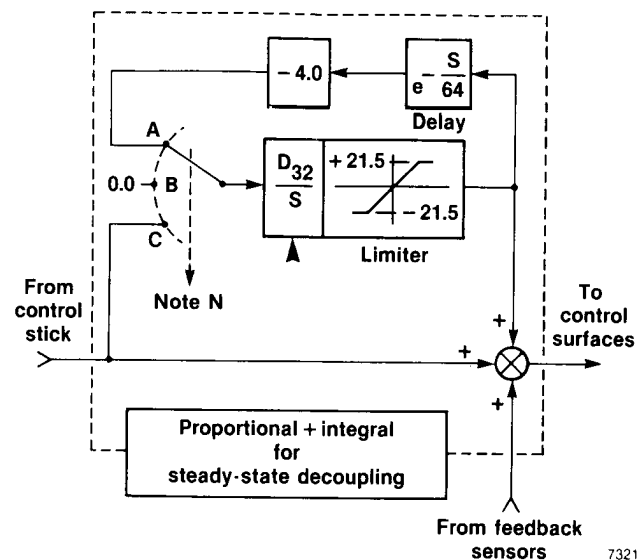 - 4.0
e
- S/64
Delay
A
0.0
B
C
D32
S
+ 21.5
- 21.5
Limiter
From
control
stick
Note N
To
control
surfaces
+
+
+
Proportional + integral
for
steady-state decoupling
From feedback
sensors
7321